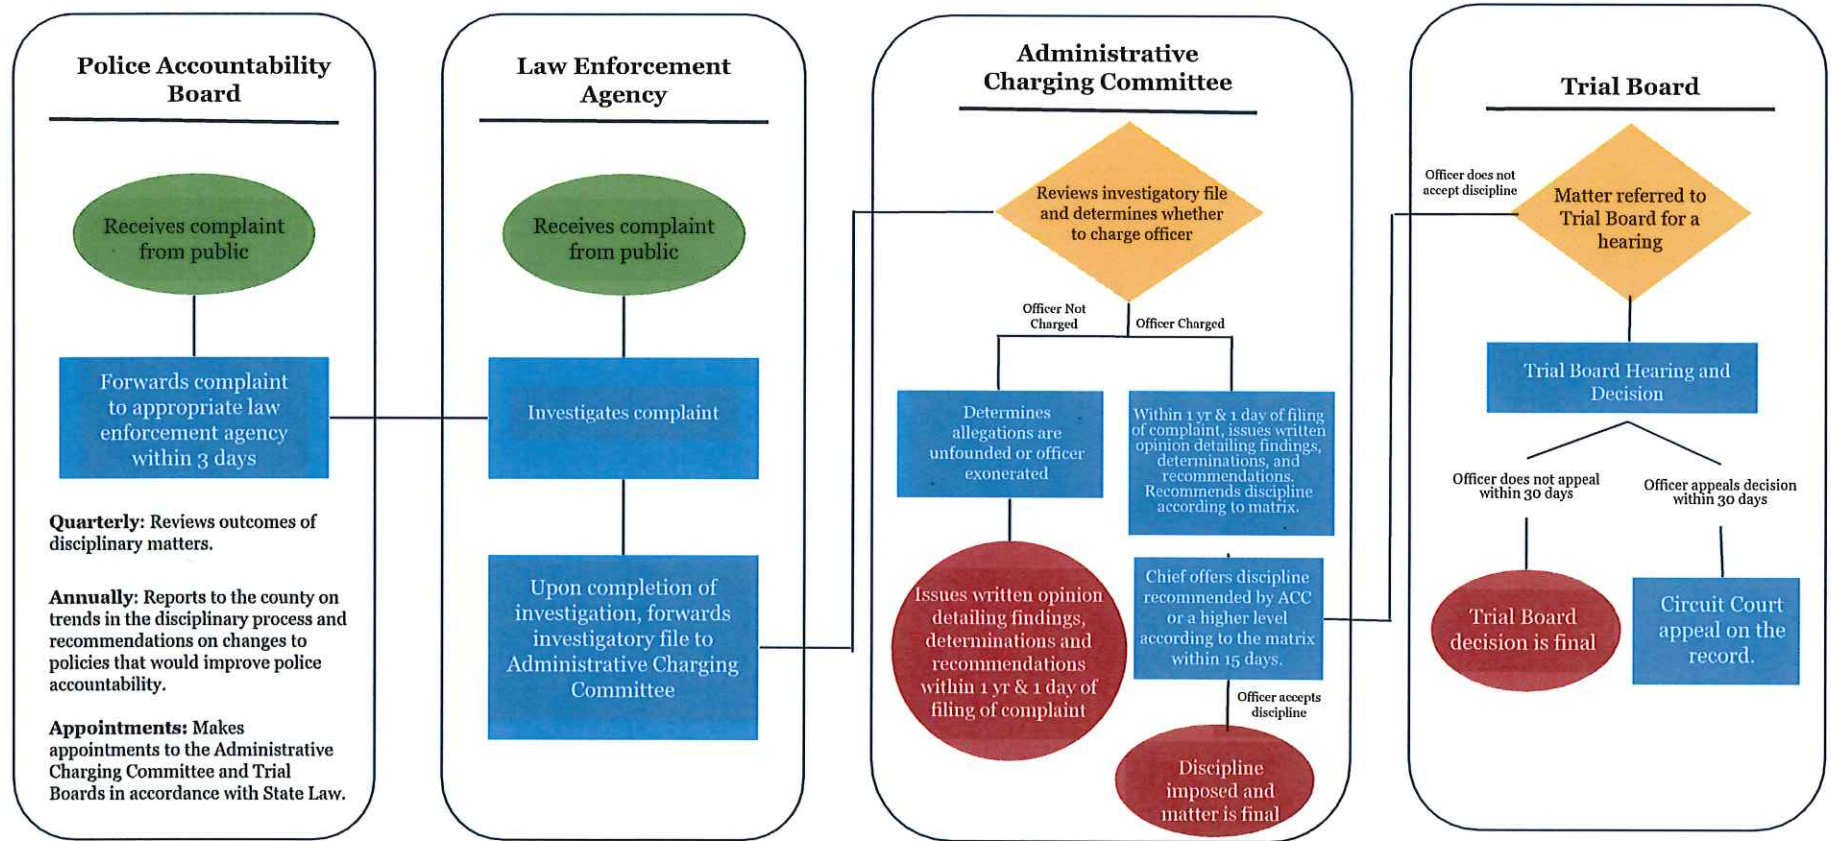 Police Accountability
Board
Receives complaint
from public
Forwards complaint
to appropriate law
enforcement agency
within 3 days
Quarterly: Reviews outcomes of
disciplinary matters.
Annually: Reports to the county on
trends in the disciplinary process and
recommendations on changes to
policies that would improve police
accountability.
Appointments: Makes
appointments to the Administrative
Charging Committee and Trial
Boards in accordance with State Law.
Law Enforcement
Agency
Receives complaint
from public
Investigates complaint
Upon completion of
investigation, forwards
investigatory file to
Administrative Charging
Committee
Administrative
Charging Committee
Reviews investigatory file
and determines whether
to charge officer
Officer Not
Charged
Officer Charged
Determines
allegations are
unfounded or officer
exonerated
Issues written opinion
detailing findings,
determinations and
recommendations
within 1 yr & 1 day of
filing of complaint
Within 1 yr & 1 day of filing
of complaint, issues written
opinion detailing findings,
determinations, and
recommendations.
Recommends discipline
according to matrix.
Chief offers discipline
recommended by ACC
or a higher level
according to the matrix
within 15 days.
Officer accepts
discipline
Discipline
imposed and
matter is final
Trial Board
Officer does not
accept discipline
Matter referred to
Trial Board for a
hearing
Trial Board Hearing and
Decision
Officer does not appeal
within 30 days
Officer appeals decision
within 30 days
Trial Board
decision is final
Circuit Court
appeal on the
record.